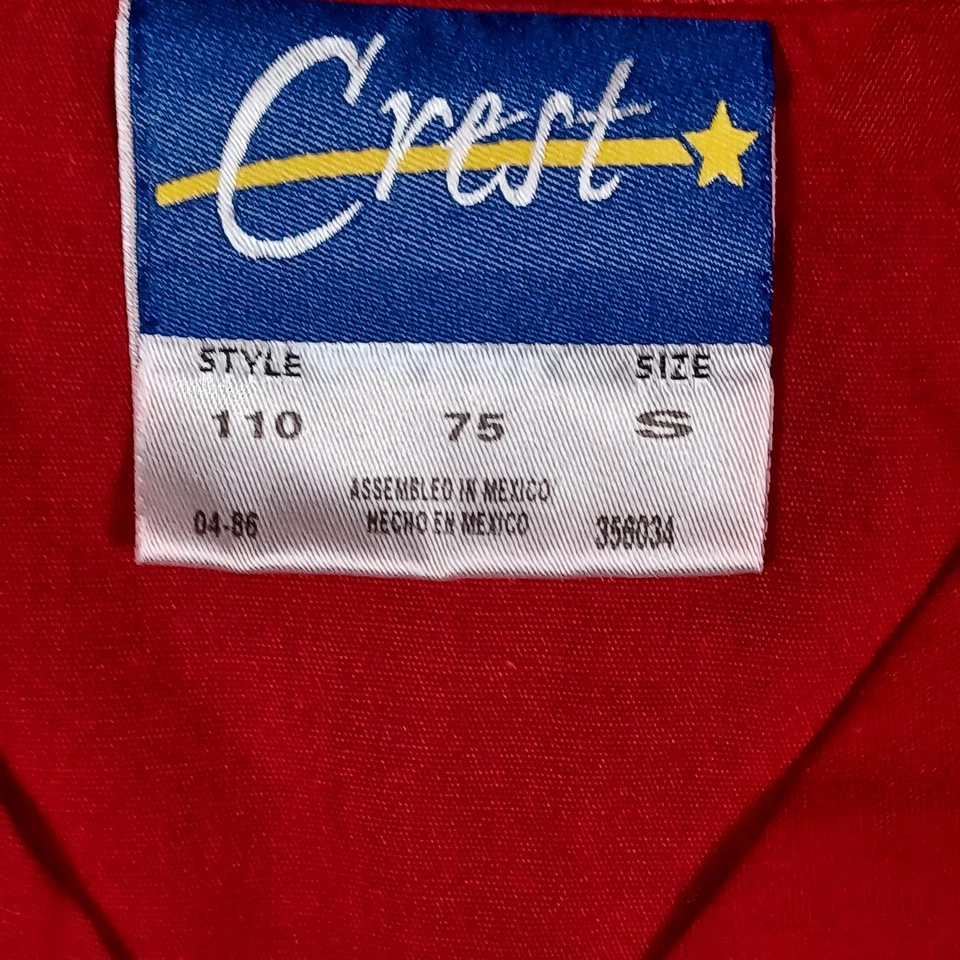 Crest
STYLE SIZE
110 75 S
ASSEMBLED IN MEXICO
04-86 HECHO EN MEXICO 356034